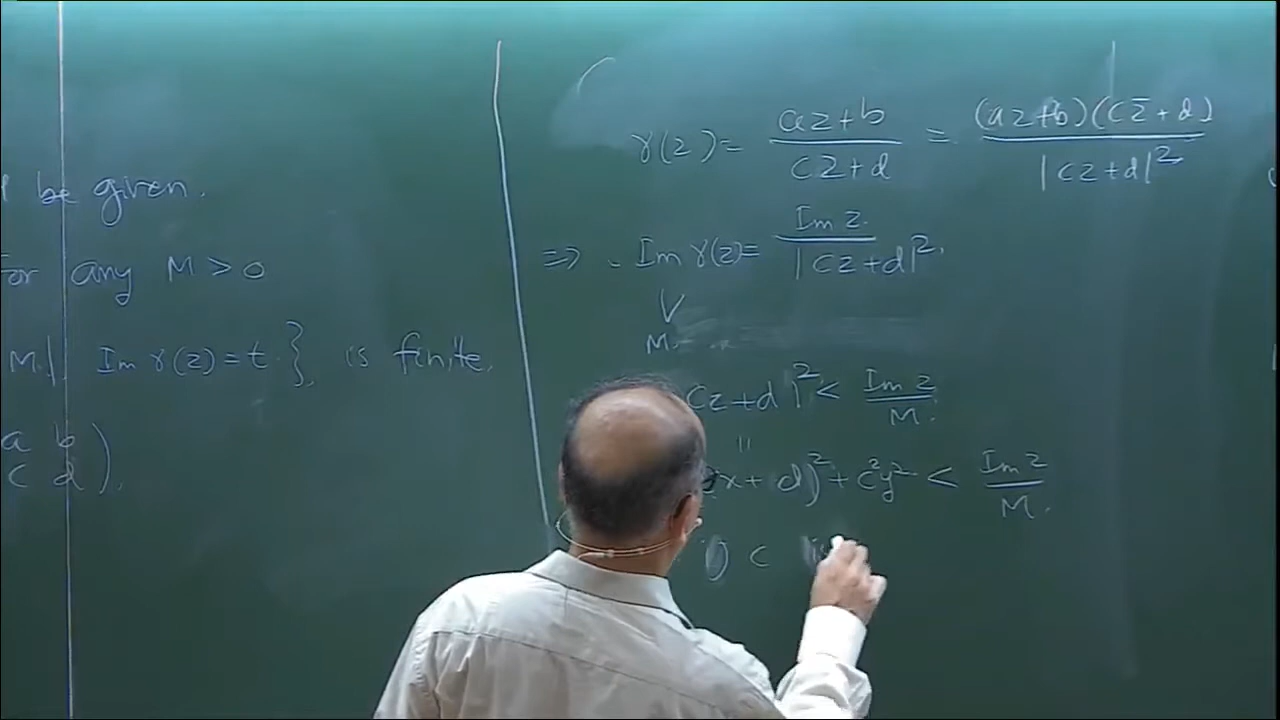 be given.
For any M > 0
M. | Im γ(z) = t. }, is finite.
a b
c d ).
γ(z) = az+b / cz+d = (az+b)(cz̄+d) / |cz+d|²
⇒ Im γ(z) = Im z / |cz+d|².
V
M.
cz+d|² < Im z / M.
"
x+d)² + c²y² < Im z / M.
i) c